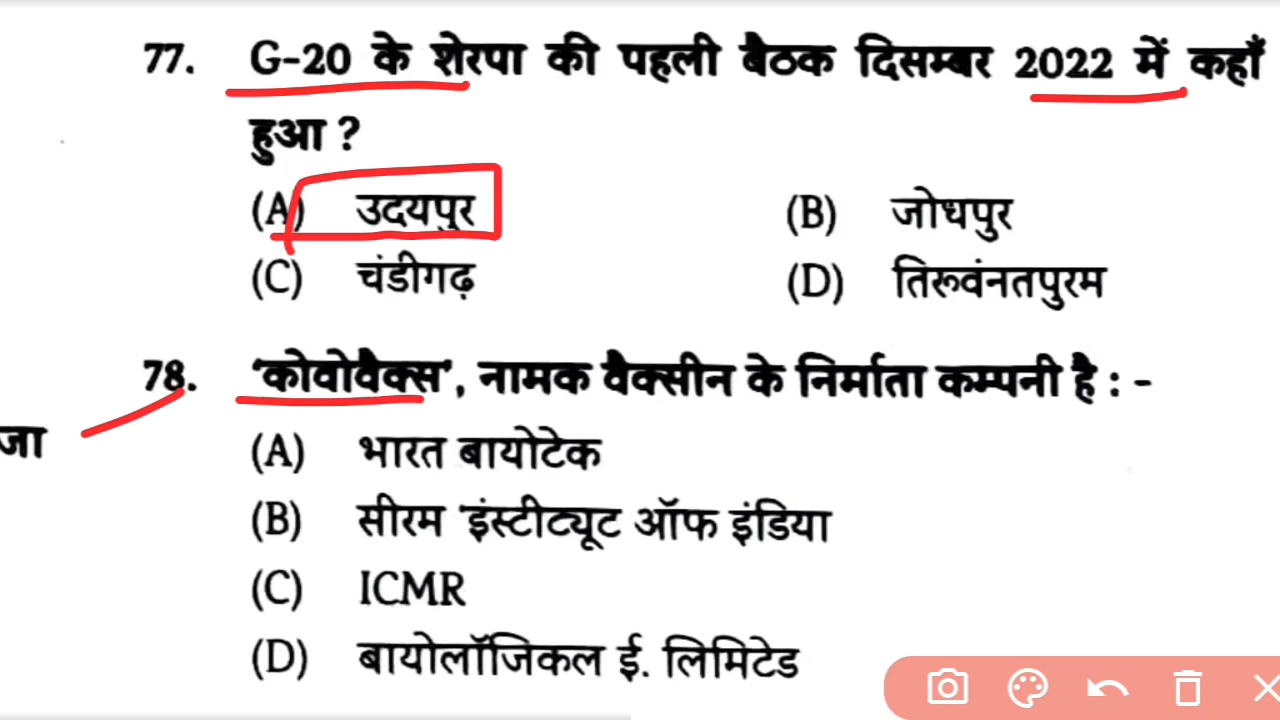 77. G-20 के शेरपा की पहली बैठक दिसम्बर 2022 में कहाँ
हुआ ?
(A) उदयपुर (B) जोधपुर
(C) चंडीगढ़ (D) तिरूवंनतपुरम
78. 'कोवोवैक्स', नामक वैक्सीन के निर्माता कम्पनी है : -
जा
(A) भारत बायोटेक
(B) सीरम इंस्टीट्यूट ऑफ इंडिया
(C) ICMR
(D) बायोलॉजिकल ई. लिमिटेड